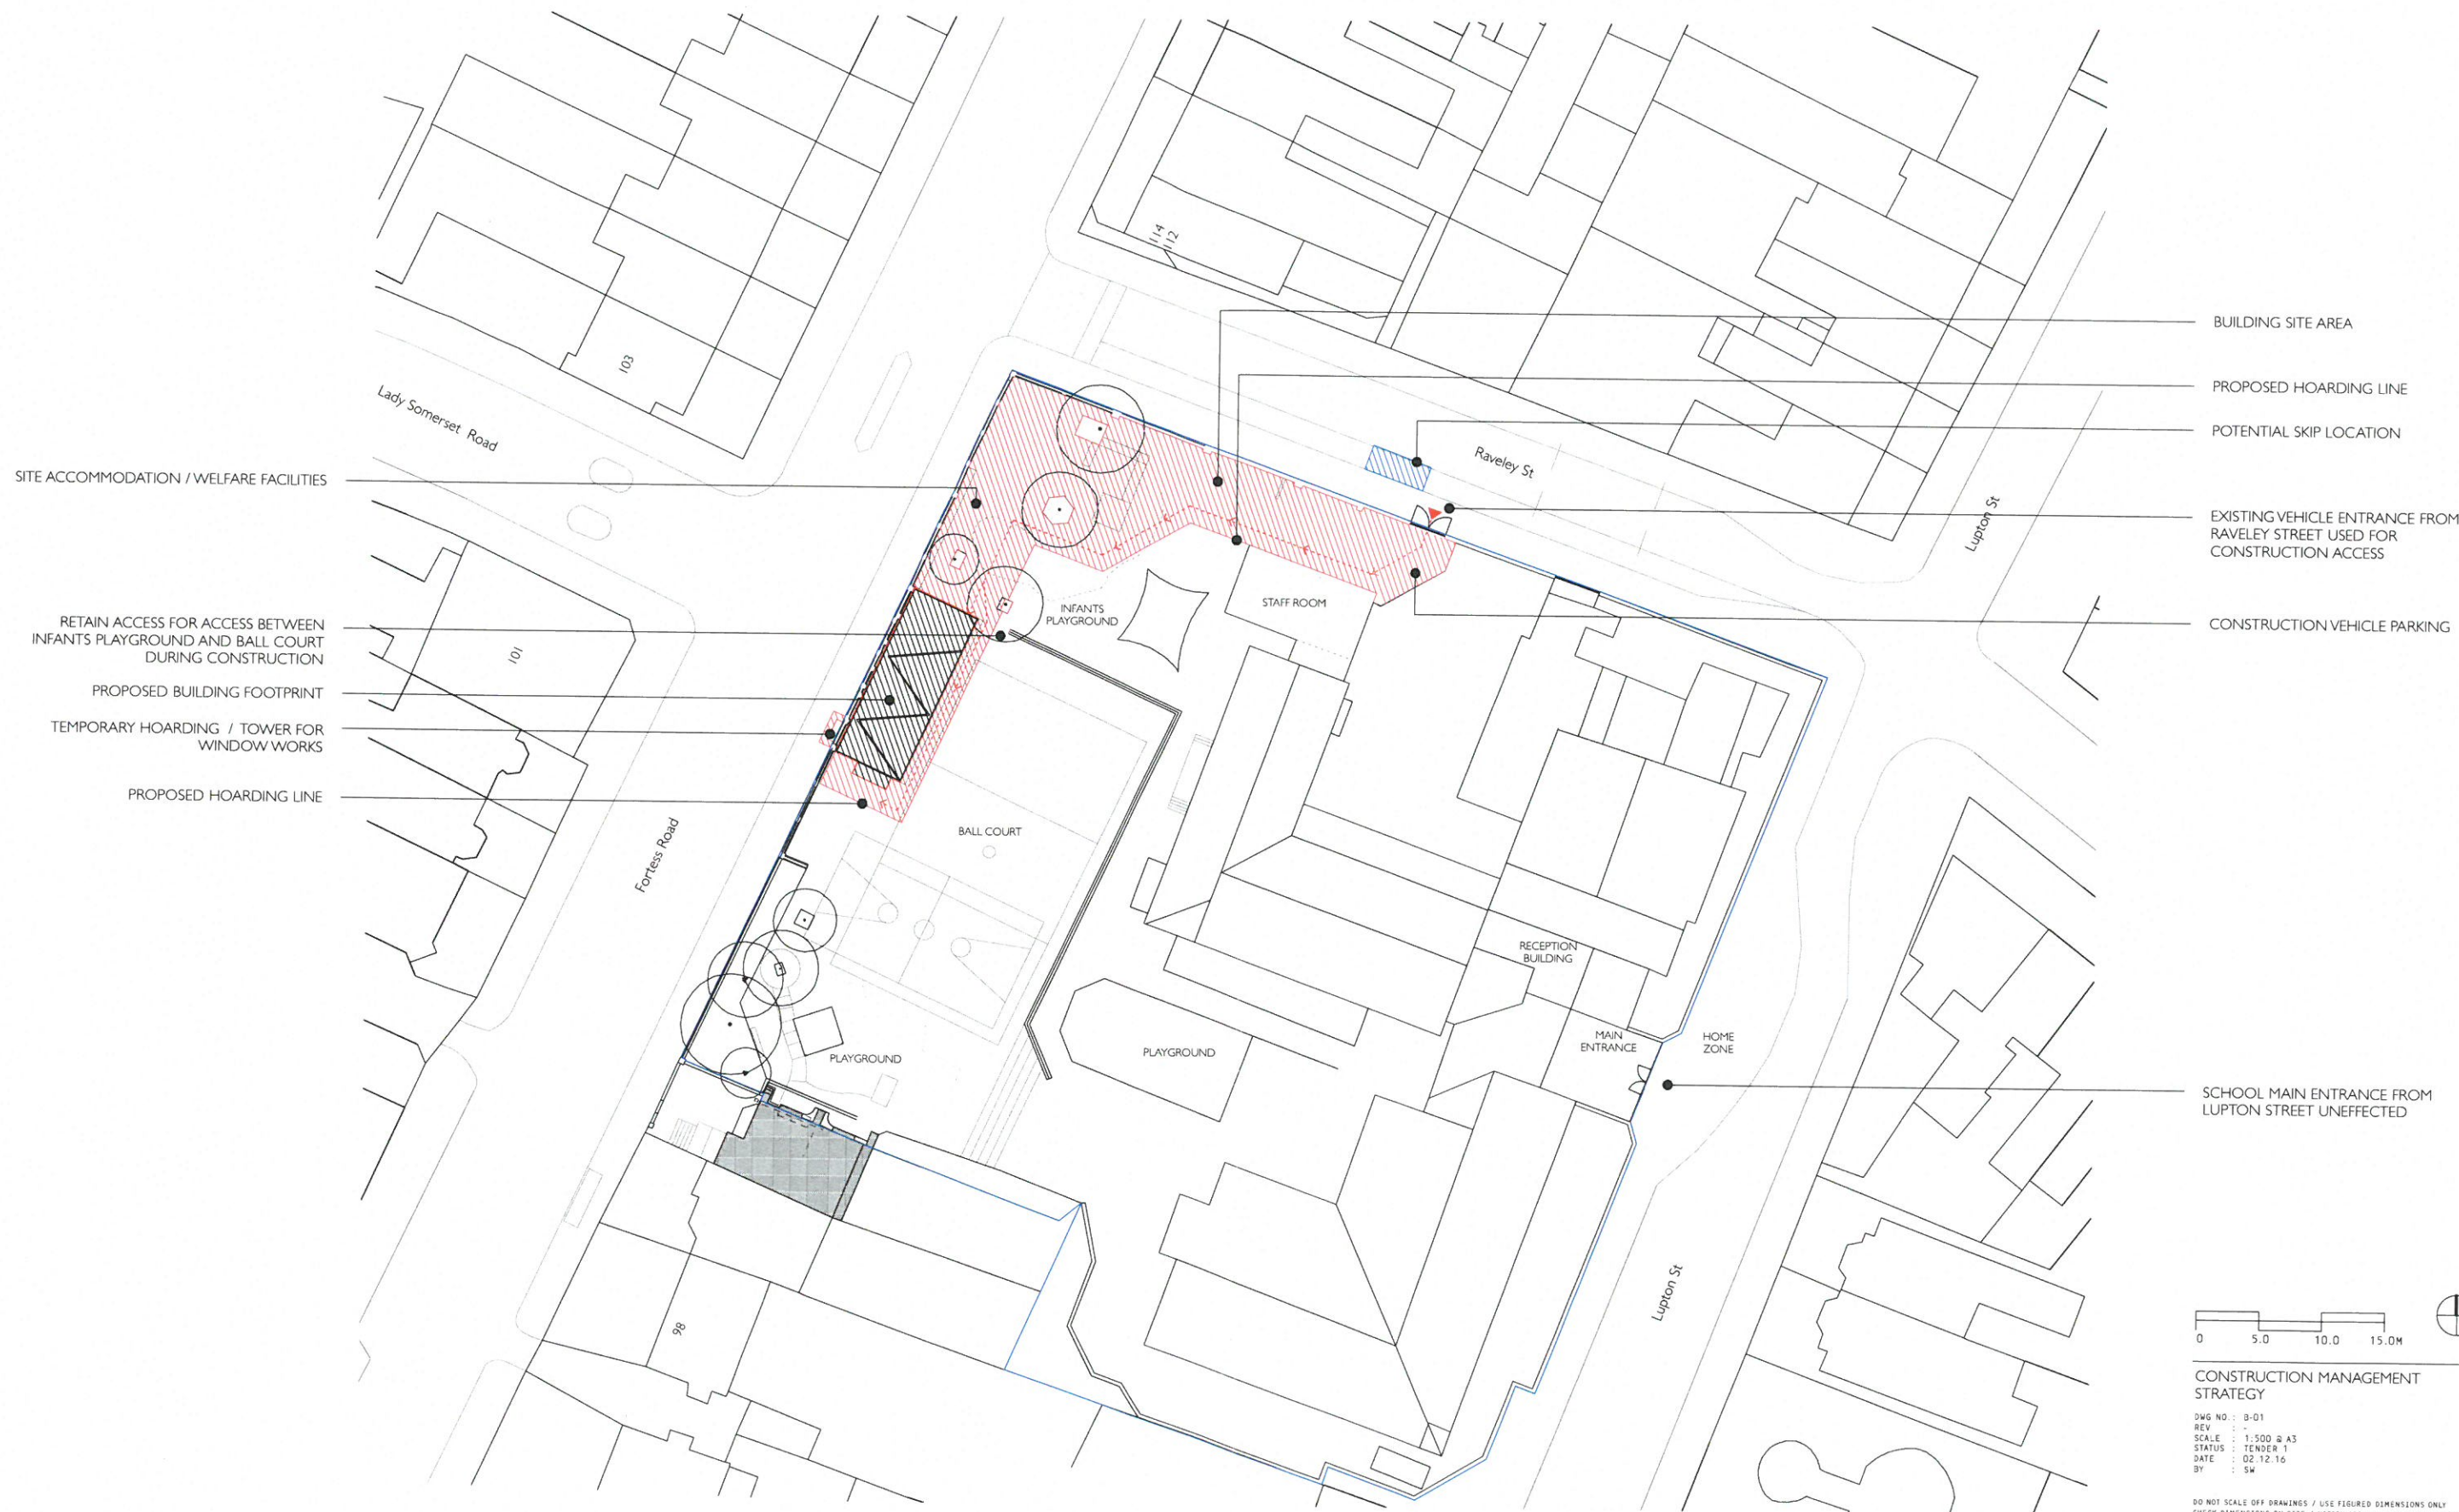 BUILDING SITE AREA
PROPOSED HOARDING LINE
POTENTIAL SKIP LOCATION
EXISTING VEHICLE ENTRANCE FROM
RAVELEY STREET USED FOR
CONSTRUCTION ACCESS
CONSTRUCTION VEHICLE PARKING
SCHOOL MAIN ENTRANCE FROM
LUPTON STREET UNEFFECTED
SITE ACCOMMODATION / WELFARE FACILITIES
RETAIN ACCESS FOR ACCESS BETWEEN
INFANTS PLAYGROUND AND BALL COURT
DURING CONSTRUCTION
PROPOSED BUILDING FOOTPRINT
TEMPORARY HOARDING / TOWER FOR
WINDOW WORKS
PROPOSED HOARDING LINE
114
112
103
Lady Somerset Road
Raveley St
Lupton St
101
INFANTS
PLAYGROUND
STAFF ROOM
Fortess Road
BALL COURT
RECEPTION
BUILDING
MAIN
ENTRANCE
HOME
ZONE
PLAYGROUND
PLAYGROUND
Lupton St
98
0 5.0 10.0 15.0M
CONSTRUCTION MANAGEMENT
STRATEGY
DWG NO.: B-01
REV : -
SCALE : 1:500 @ A3
STATUS : TENDER 1
DATE : 02.12.16
BY : SW
DO NOT SCALE OFF DRAWINGS / USE FIGURED DIMENSIONS ONLY